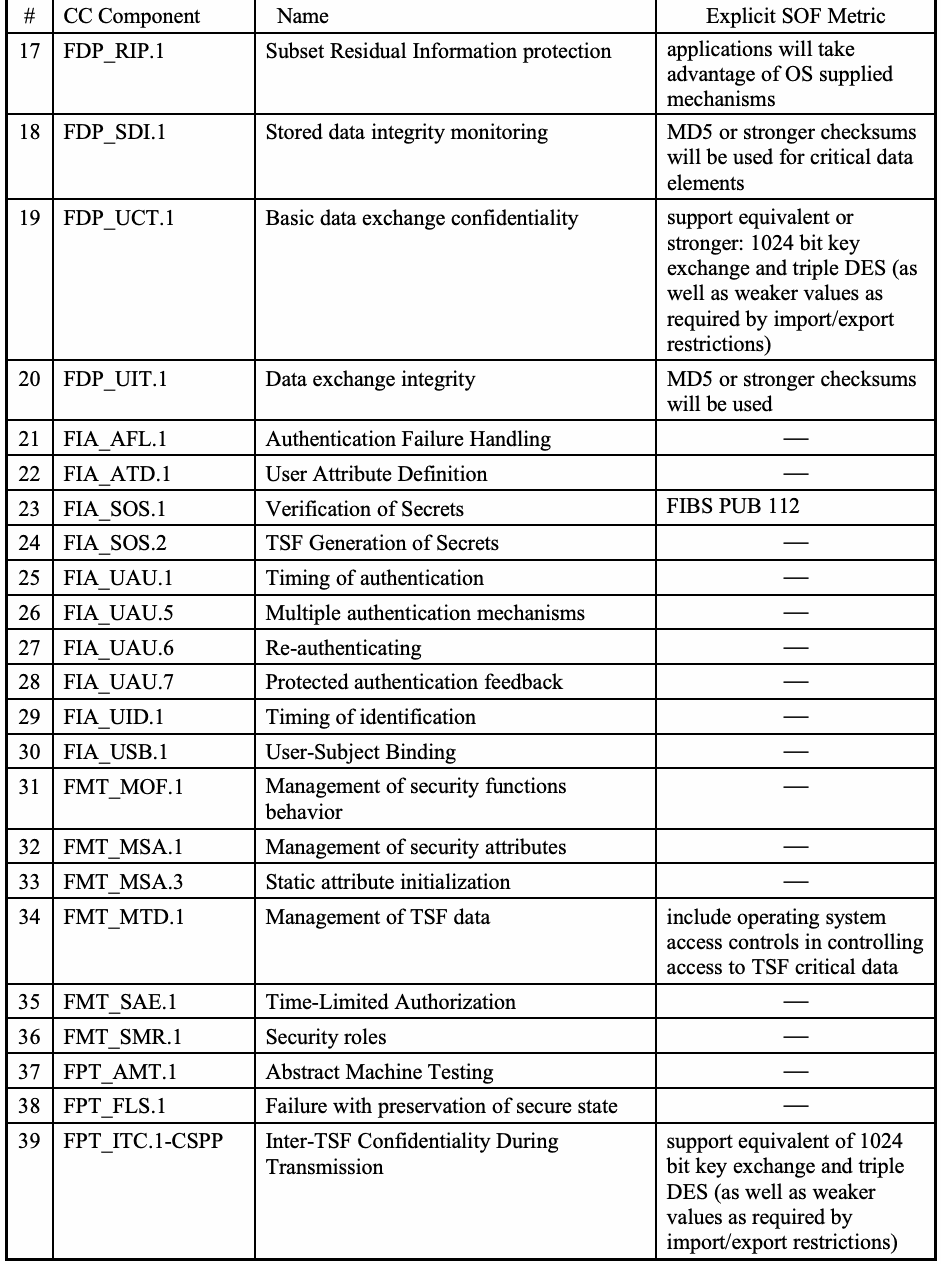 # CC Component Name Explicit SOF Metric
17 FDP_RIP.1 Subset Residual Information protection applications will take
advantage of OS supplied
mechanisms
18 FDP_SDI.1 Stored data integrity monitoring MD5 or stronger checksums
will be used for critical data
elements
19 FDP_UCT.1 Basic data exchange confidentiality support equivalent or
stronger: 1024 bit key
exchange and triple DES (as
well as weaker values as
required by import/export
restrictions)
20 FDP_UIT.1 Data exchange integrity MD5 or stronger checksums
will be used
21 FIA_AFL.1 Authentication Failure Handling —
22 FIA_ATD.1 User Attribute Definition —
23 FIA_SOS.1 Verification of Secrets FIBS PUB 112
24 FIA_SOS.2 TSF Generation of Secrets —
25 FIA_UAU.1 Timing of authentication —
26 FIA_UAU.5 Multiple authentication mechanisms —
27 FIA_UAU.6 Re-authenticating —
28 FIA_UAU.7 Protected authentication feedback —
29 FIA_UID.1 Timing of identification —
30 FIA_USB.1 User-Subject Binding —
31 FMT_MOF.1 Management of security functions —
behavior
32 FMT_MSA.1 Management of security attributes —
33 FMT_MSA.3 Static attribute initialization —
34 FMT_MTD.1 Management of TSF data include operating system
access controls in controlling
access to TSF critical data
35 FMT_SAE.1 Time-Limited Authorization —
36 FMT_SMR.1 Security roles —
37 FPT_AMT.1 Abstract Machine Testing —
38 FPT_FLS.1 Failure with preservation of secure state —
39 FPT_ITC.1-CSPP Inter-TSF Confidentiality During support equivalent of 1024
Transmission bit key exchange and triple
DES (as well as weaker
values as required by
import/export restrictions)